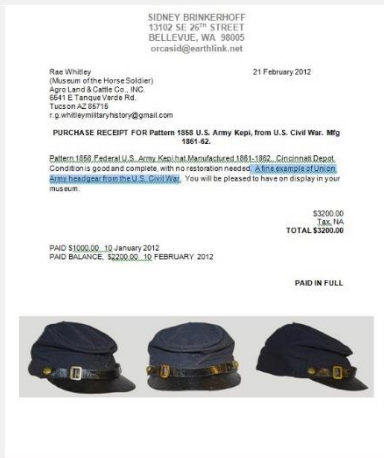 SIDNEY BRINKERHOFF
13102 SE 26TH STREET
BELLEVUE, WA 98005
orcasid@earthlink.net
Rae Whitley
21 February 2012
(Museum of the Horse Soldier)
Agro Land & Cattle Co., INC.
6541 E Tanque Verde Rd.
Tucson AZ 85715
r.g.whitleymilitaryhstory@gmail.com
PURCHASE RECEIPT FOR Pattern 1858 U.S. Army Kepi, from U.S. Civil War. Mfg
1861-62.
Pattern 1858 Federal U.S. Army Kepi hat Manufactured 1861-1862. Cincinnati Depot.
Condition is good and complete, with no restoration needed. A fine example of Union
Army headgear from the U.S. Civil War. You will be pleased to have on display in your
museum.
$3200.00
Tax NA
TOTAL $3200.00
PAID $1000.00 10 January 2012
PAID BALANCE, $2200.00 10 FEBRUARY 2012
PAID IN FULL